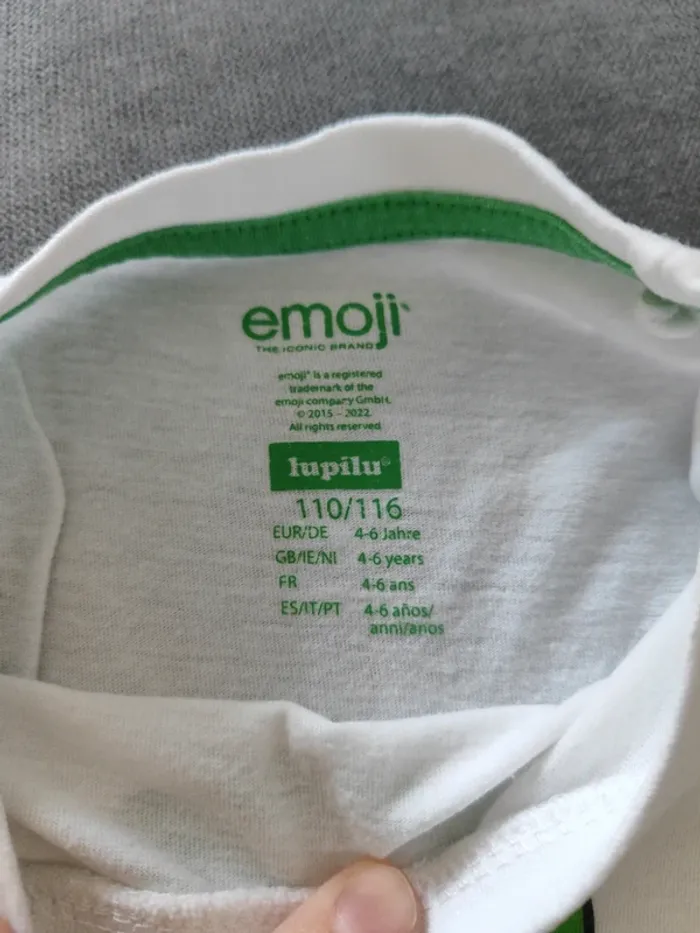 emoji®
THE ICONIC BRAND
emoji® is a registered
trademark of the
emoji company GmbH.
© 2015 - 2022.
All rights reserved
lupilu®
110/116
EUR/DE 4-6 Jahre
GB/IE/NI 4-6 years
FR 4-6 ans
ES/IT/PT 4-6 años/
anni/anos